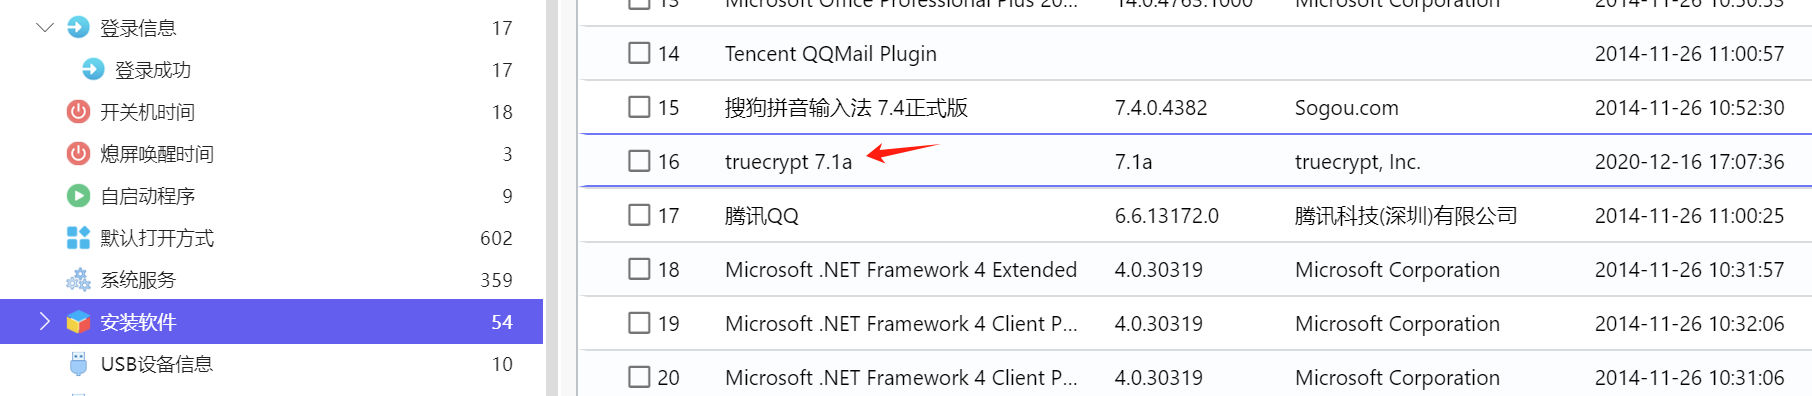 登录信息 17
登录成功 17
开关机时间 18
熄屏唤醒时间 3
自启动程序 9
默认打开方式 602
系统服务 359
安装软件 54
USB设备信息 10
13 Microsoft Office Professional Plus 20... 14.0.4763.1000 Microsoft Corporation 2014-11-26 10:50:53
14 Tencent QQMail Plugin 2014-11-26 11:00:57
15 搜狗拼音输入法 7.4正式版 7.4.0.4382 Sogou.com 2014-11-26 10:52:30
16 truecrypt 7.1a 7.1a truecrypt, Inc. 2020-12-16 17:07:36
17 腾讯QQ 6.6.13172.0 腾讯科技(深圳)有限公司 2014-11-26 11:00:25
18 Microsoft .NET Framework 4 Extended 4.0.30319 Microsoft Corporation 2014-11-26 10:31:57
19 Microsoft .NET Framework 4 Client P... 4.0.30319 Microsoft Corporation 2014-11-26 10:32:06
20 Microsoft .NET Framework 4 Client P... 4.0.30319 Microsoft Corporation 2014-11-26 10:31:06